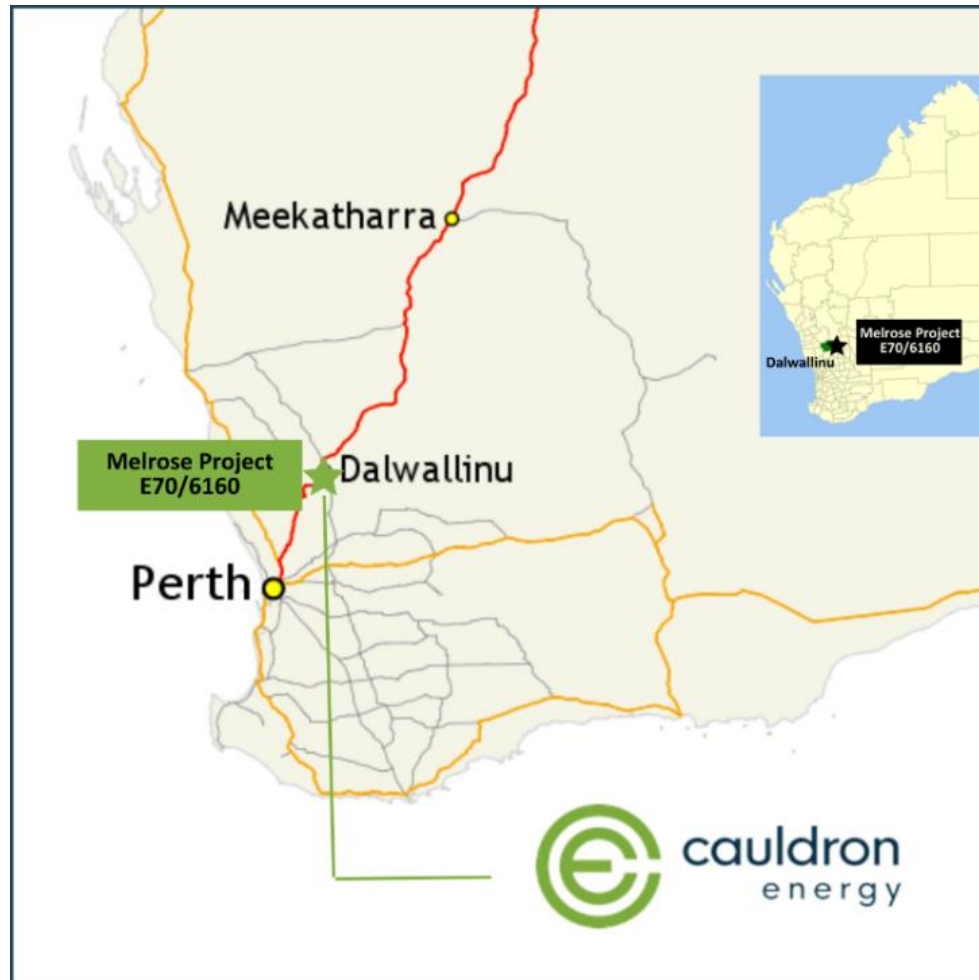 Meekatharra
Melrose Project
E70/6160
Dalwallinu
Melrose Project
E70/6160
Dalwallinu
Perth
cauldron
energy